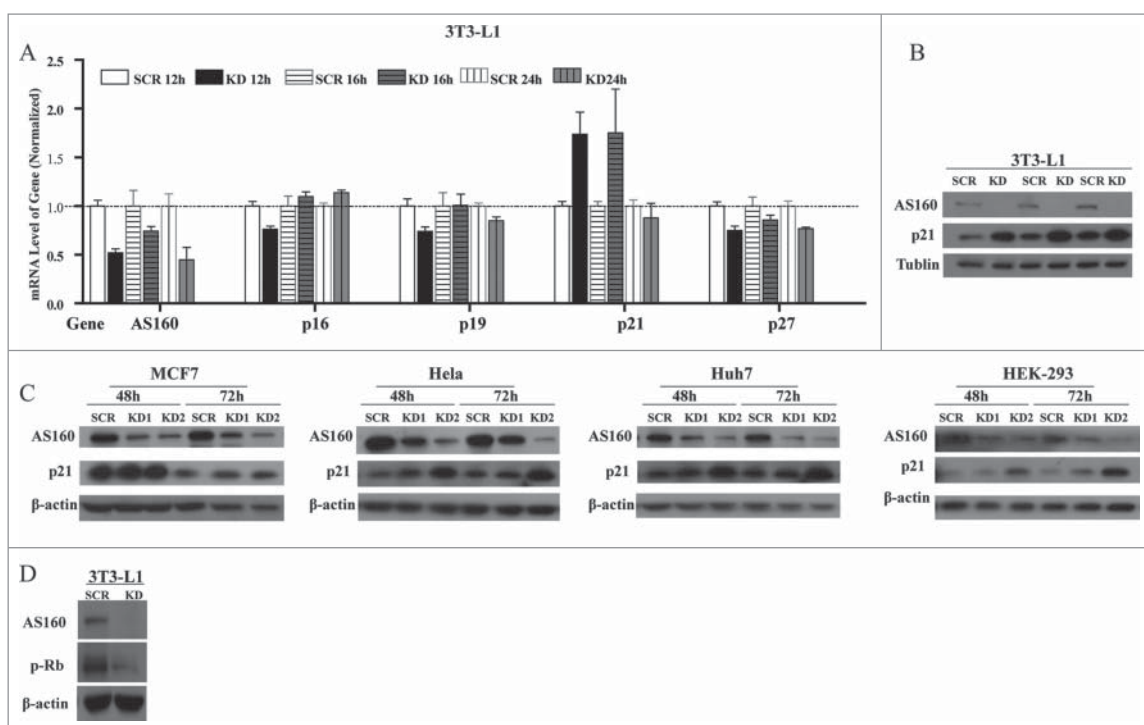 A
3T3-L1
mRNA Level of Gene (Normalized)
2.5
2.0
1.5
1.0
0.5
0.0
SCR 12h KD 12h SCR 16h KD 16h SCR 24h KD24h
Gene AS160 p16 p19 p21 p27
B
3T3-L1
SCR KD SCR KD SCR KD
AS160
p21
Tublin
C
MCF7
48h 72h
SCR KD1 KD2 SCR KD1 KD2
AS160
p21
β-actin
Hela
48h 72h
SCR KD1 KD2 SCR KD1 KD2
AS160
p21
β-actin
Huh7
48h 72h
SCR KD1 KD2 SCR KD1 KD2
AS160
p21
β-actin
HEK-293
48h 72h
SCR KD1 KD2 SCR KD1 KD2
AS160
p21
β-actin
D
3T3-L1
SCR KD
AS160
p-Rb
β-actin